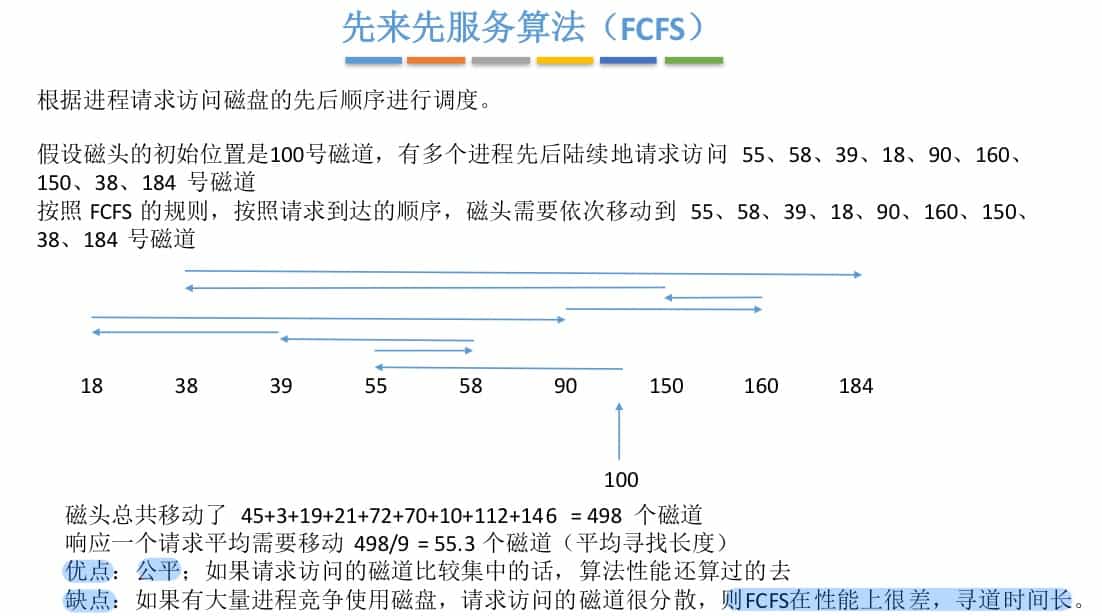 先来先服务算法（FCFS）
根据进程请求访问磁盘的先后顺序进行调度。
假设磁头的初始位置是100号磁道，有多个进程先后陆续地请求访问 55、58、39、18、90、160、
150、38、184 号磁道
按照 FCFS 的规则，按照请求到达的顺序，磁头需要依次移动到 55、58、39、18、90、160、150、
38、184 号磁道
18 38 39 55 58 90 150 160 184
100
磁头总共移动了 45+3+19+21+72+70+10+112+146 = 498 个磁道
响应一个请求平均需要移动 498/9 = 55.3 个磁道（平均寻找长度）
优点：公平；如果请求访问的磁道比较集中的话，算法性能还算过的去
缺点：如果有大量进程竞争使用磁盘，请求访问的磁道很分散，则FCFS在性能上很差，寻道时间长。